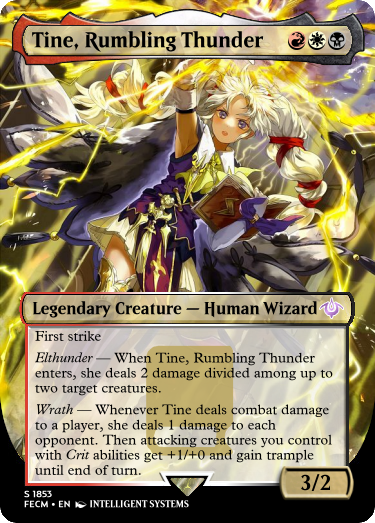 Tine, Rumbling Thunder
Legendary Creature — Human Wizard
First strike
Elthunder — When Tine, Rumbling Thunder
enters, she deals 2 damage divided among up to
two target creatures.
Wrath — Whenever Tine deals combat damage
to a player, she deals 1 damage to each
opponent. Then attacking creatures you control
with Crit abilities get +1/+0 and gain trample
until end of turn.
3/2
S 1853
FECM • EN INTELLIGENT SYSTEMS